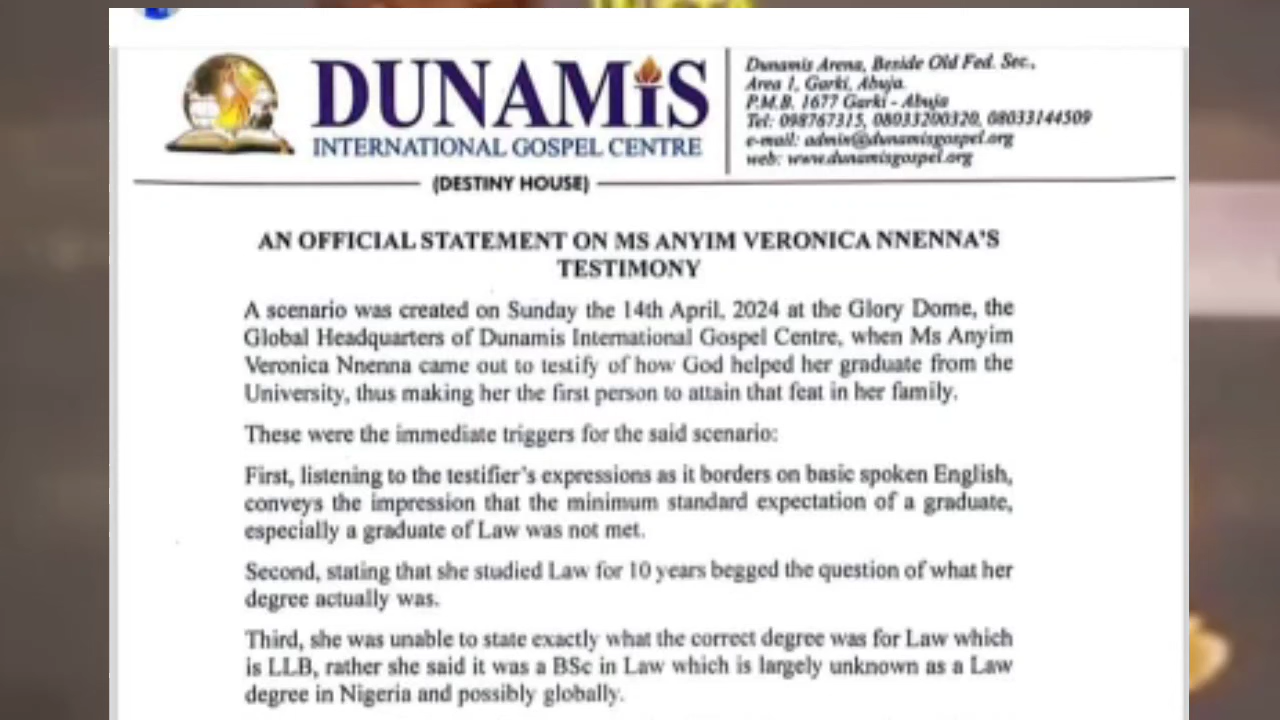 DUNAMIS
INTERNATIONAL GOSPEL CENTRE
(DESTINY HOUSE)
Dunamis Arena, Beside Old Fed. Sec.,
Area 1, Garki, Abuja.
P.M.B. 1677 Garki - Abuja
Tel: 098767315, 08033200320, 08033144509
e-mail: admin@dunamisgospel.org
web: www.dunamisgospel.org
AN OFFICIAL STATEMENT ON MS ANYIM VERONICA NNENNA'S
TESTIMONY
A scenario was created on Sunday the 14th April, 2024 at the Glory Dome, the
Global Headquarters of Dunamis International Gospel Centre, when Ms Anyim
Veronica Nnenna came out to testify of how God helped her graduate from the
University, thus making her the first person to attain that feat in her family.
These were the immediate triggers for the said scenario:
First, listening to the testifier's expressions as it borders on basic spoken English,
conveys the impression that the minimum standard expectation of a graduate,
especially a graduate of Law was not met.
Second, stating that she studied Law for 10 years begged the question of what her
degree actually was.
Third, she was unable to state exactly what the correct degree was for Law which
is LLB, rather she said it was a BSc in Law which is largely unknown as a Law
degree in Nigeria and possibly globally.